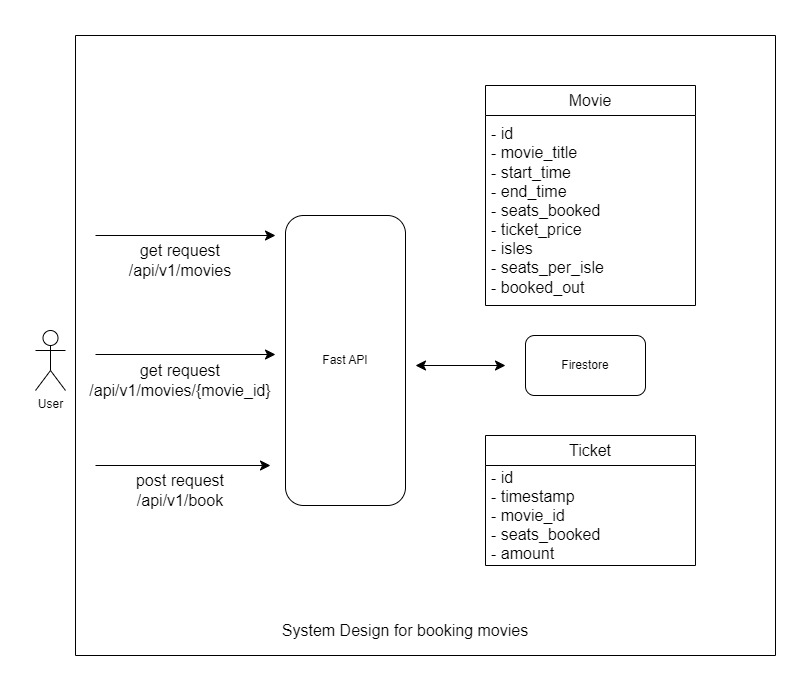 Movie
- id
- movie_title
- start_time
- end_time
- seats_booked
- ticket_price
- isles
- seats_per_isle
- booked_out
get request
/api/v1/movies
get request
/api/v1/movies/{movie_id}
post request
/api/v1/book
User
Fast API
Firestore
Ticket
- id
- timestamp
- movie_id
- seats_booked
- amount
System Design for booking movies